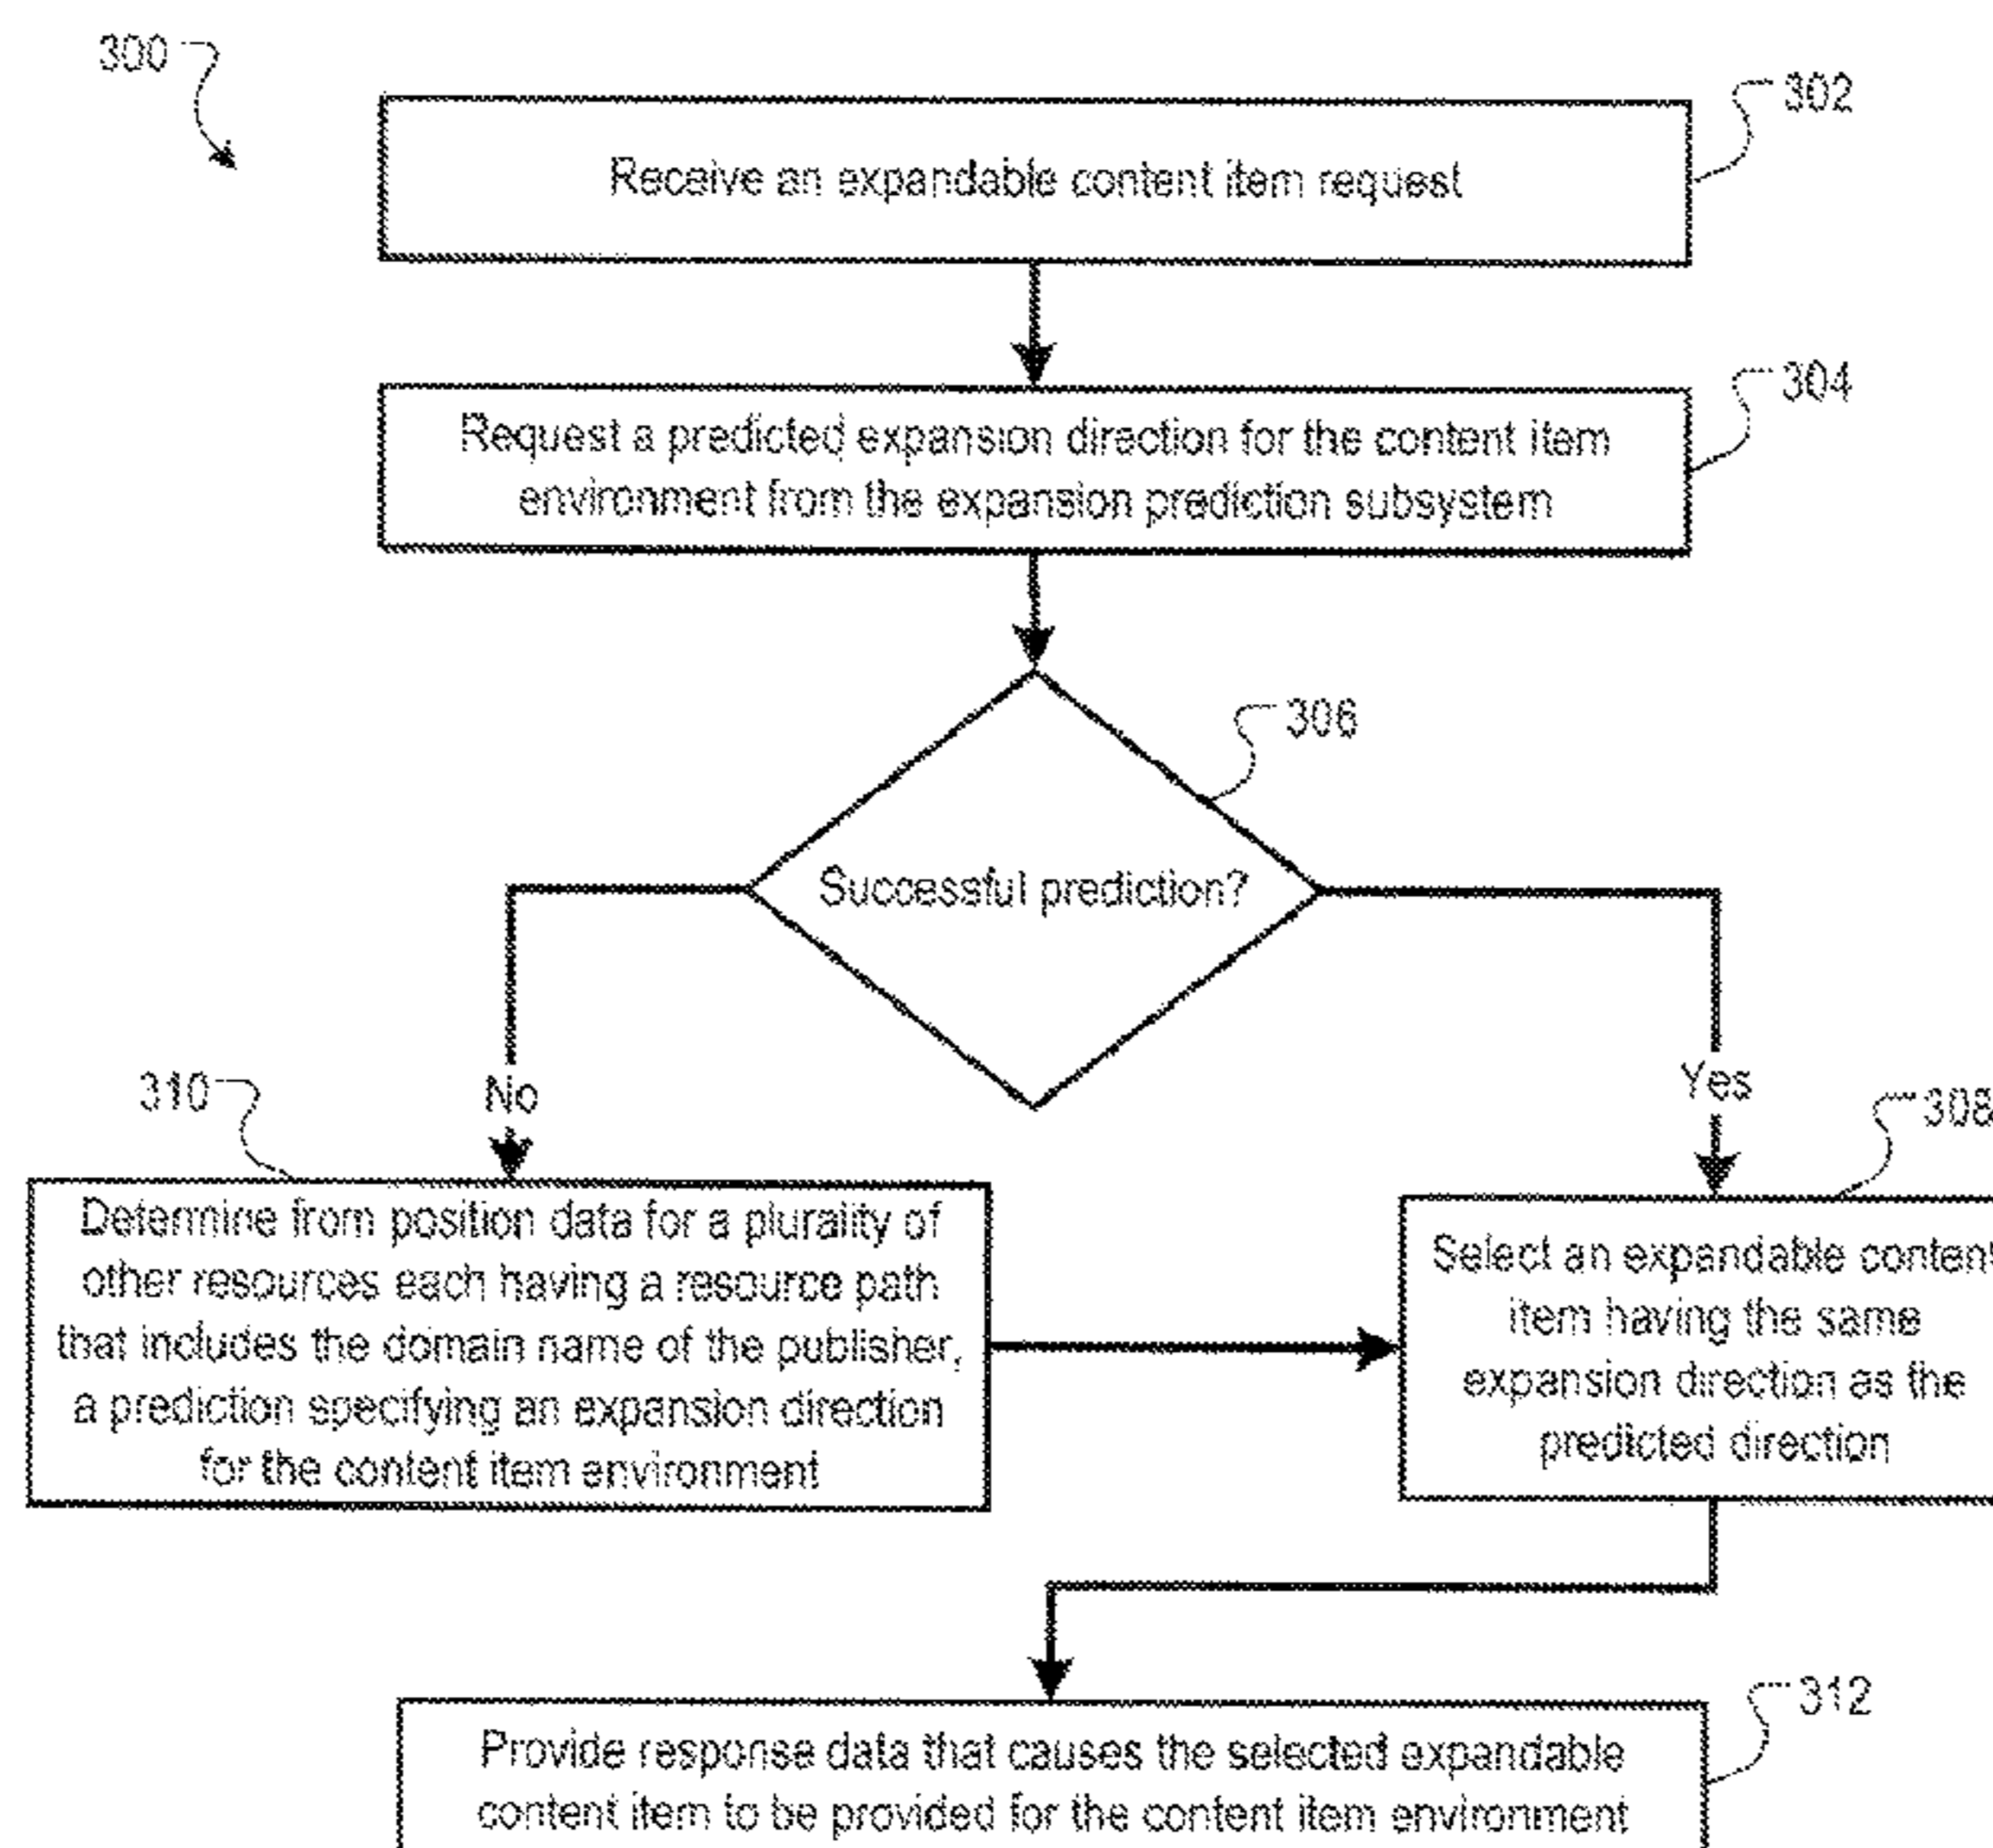 300
302
Receive an expandable content item request
304
Request a predicted expansion direction for the content item
environment from the expansion prediction subsystem
306
Successful prediction?
No
Yes
310
308
Determine from position data for a plurality of
other resources each having a resource path
that includes the domain name of the publisher,
a prediction specifying an expansion direction
for the content item environment
Select an expandable content
item having the same
expansion direction as the
predicted direction
312
Provide response data that causes the selected expandable
content item to be provided for the content item environment